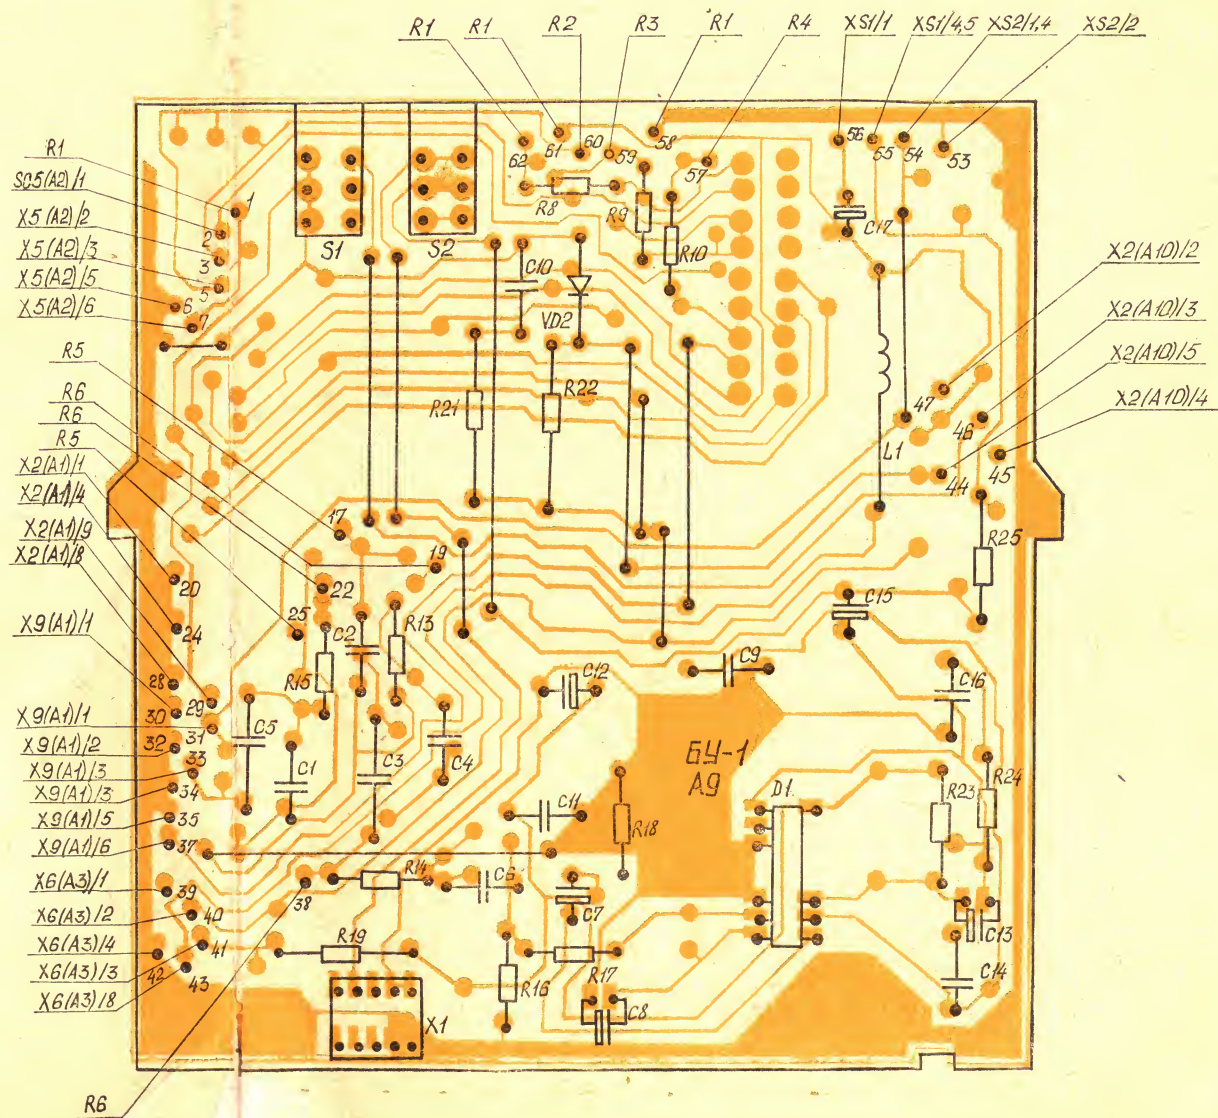 R1
R1
R2
R3
R1
R4
XS1/1
XS1/4,5
XS2/1,4
XS2/2
R1
SC5(A2)/1
X5(A2)/2
X5(A2)/3
X5(A2)/5
X5(A2)/6
R5
R6
R6
R5
X2(A1)/1
X2(A1)/4
X2(A1)/9
X2(A1)/8
X9(A1)/1
X9(A1)/1
X9(A1)/2
X9(A1)/3
X9(A1)/3
X9(A1)/5
X9(A1)/6
X6(A3)/1
X6(A3)/2
X6(A3)/4
X6(A3)/3
X6(A3)/8
R6
X2(A10)/2
X2(A10)/3
X2(A10)/5
X2(A10)/4
62
61
60
59
58
57
56
55
54
53
1
2
3
5
6
7
S1
S2
R8
R9
R10
C10
VD2
C17
R21
R22
L1
47
46
45
44
R25
17
19
20
22
24
25
28
29
30
31
32
33
34
35
37
38
39
40
41
42
43
C2
R13
R15
C5
C1
C3
C4
C12
C9
C15
C16
БУ-1
А9
C11
R18
D1
R23
R24
R14
C6
C7
R19
R16
R17
C8
C13
C14
X1